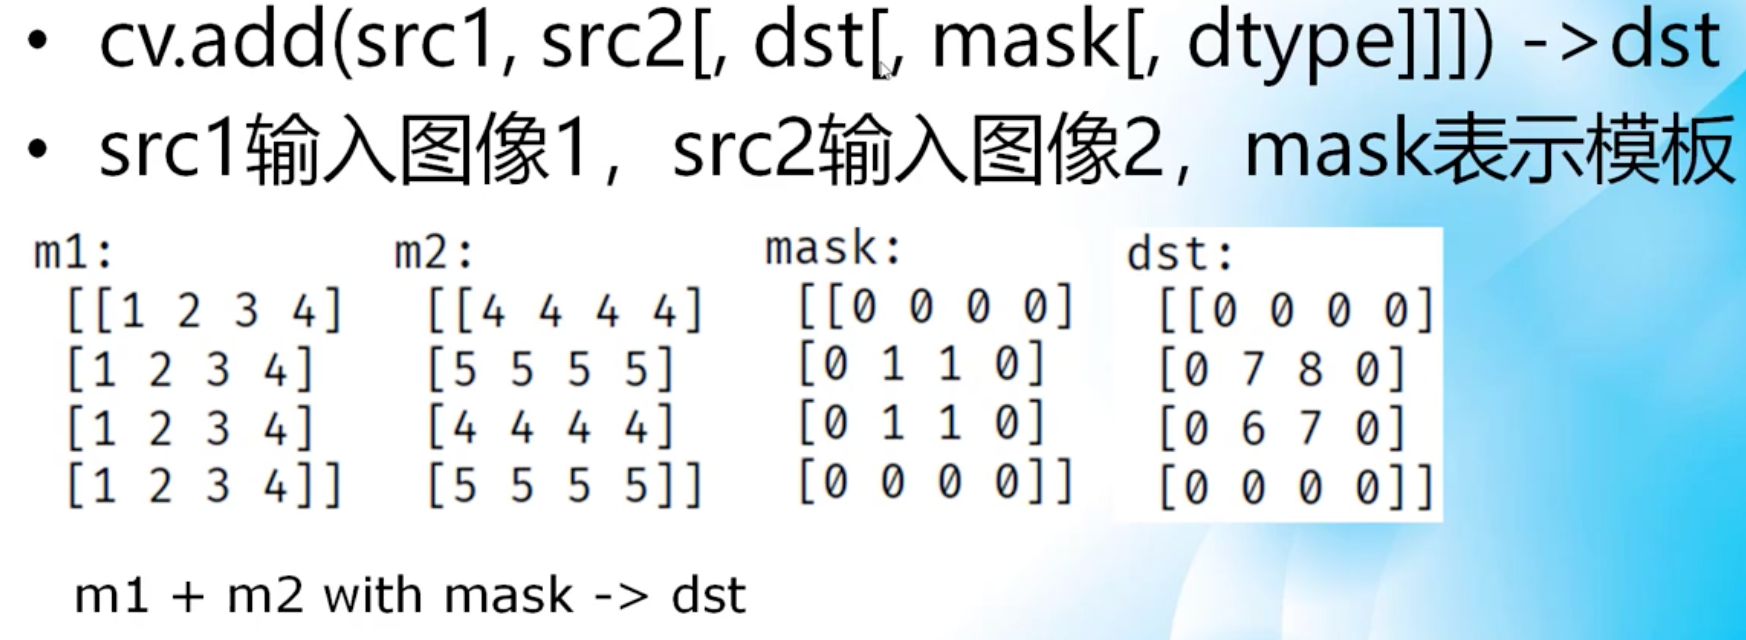 • cv.add(src1, src2[, dst[, mask[, dtype]]]) ->dst
• src1输入图像1，src2输入图像2，mask表示模板
m1:
[[1 2 3 4]
[1 2 3 4]
[1 2 3 4]
[1 2 3 4]]
m2:
[[4 4 4 4]
[5 5 5 5]
[4 4 4 4]
[5 5 5 5]]
mask:
[[0 0 0 0]
[0 1 1 0]
[0 1 1 0]
[0 0 0 0]]
dst:
[[0 0 0 0]
[0 7 8 0]
[0 6 7 0]
[0 0 0 0]]
m1 + m2 with mask -> dst